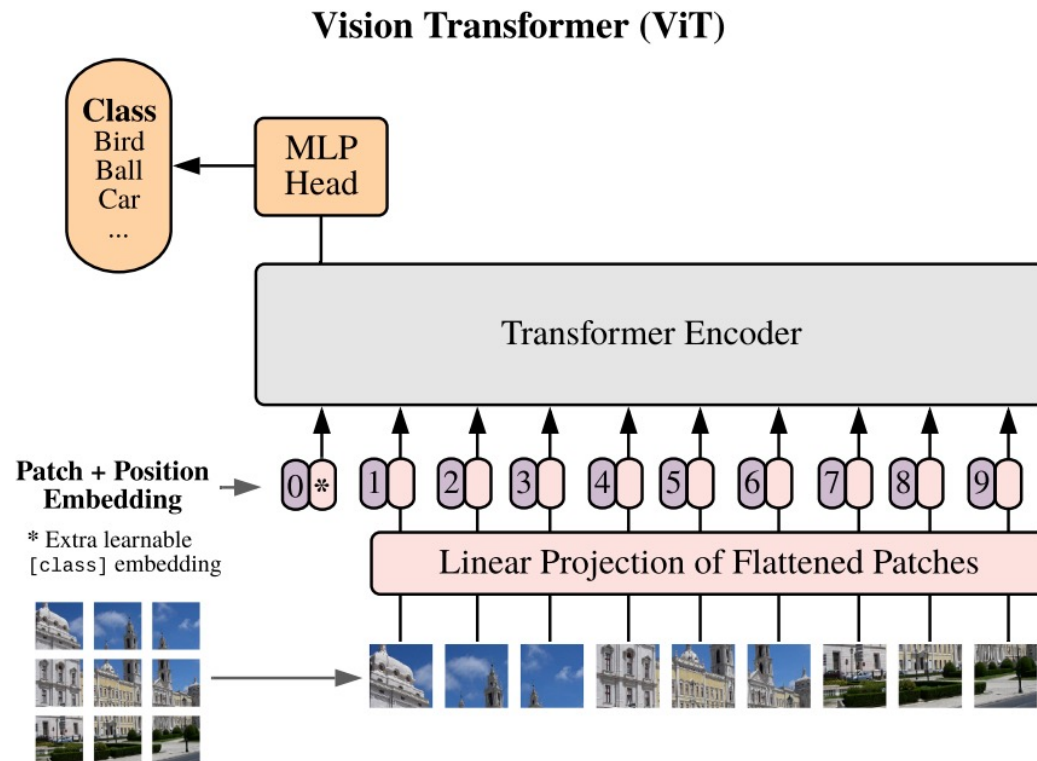 Vision Transformer (ViT)
Class
Bird
Ball
Car
...
MLP
Head
Transformer Encoder
Patch + Position
Embedding
0 * 1 2 3 4 5 6 7 8 9
* Extra learnable
[class] embedding
Linear Projection of Flattened Patches